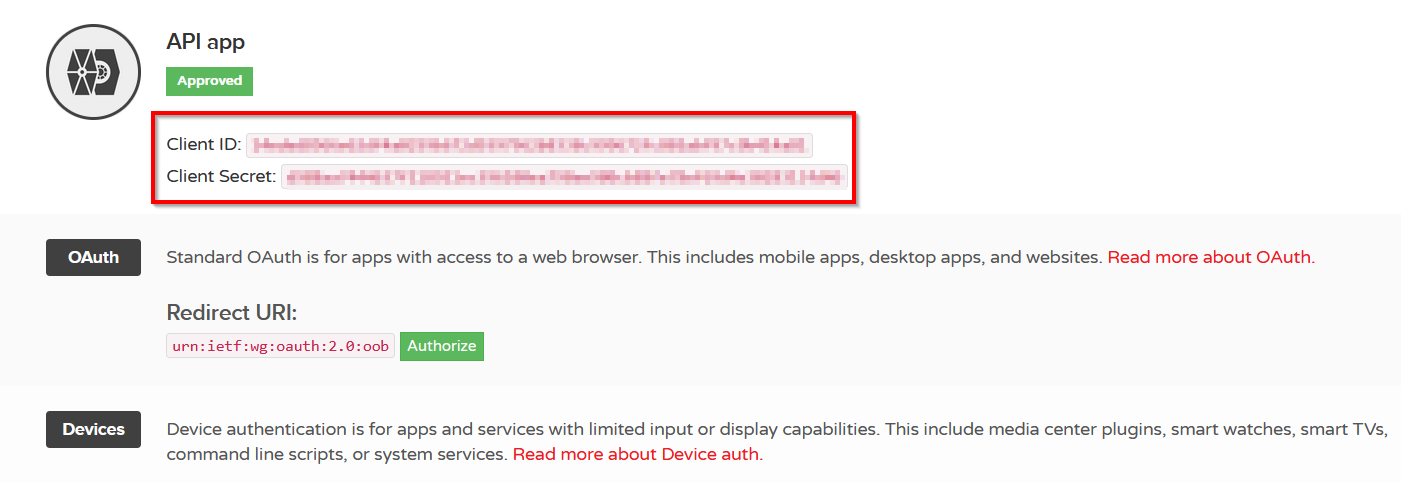 API app
Approved
Client ID:
Client Secret:
OAuth
Standard OAuth is for apps with access to a web browser. This includes mobile apps, desktop apps, and websites. Read more about OAuth.
Redirect URI:
urn:ietf:wg:oauth:2.0:oob Authorize
Devices
Device authentication is for apps and services with limited input or display capabilities. This include media center plugins, smart watches, smart TVs,
command line scripts, or system services. Read more about Device auth.